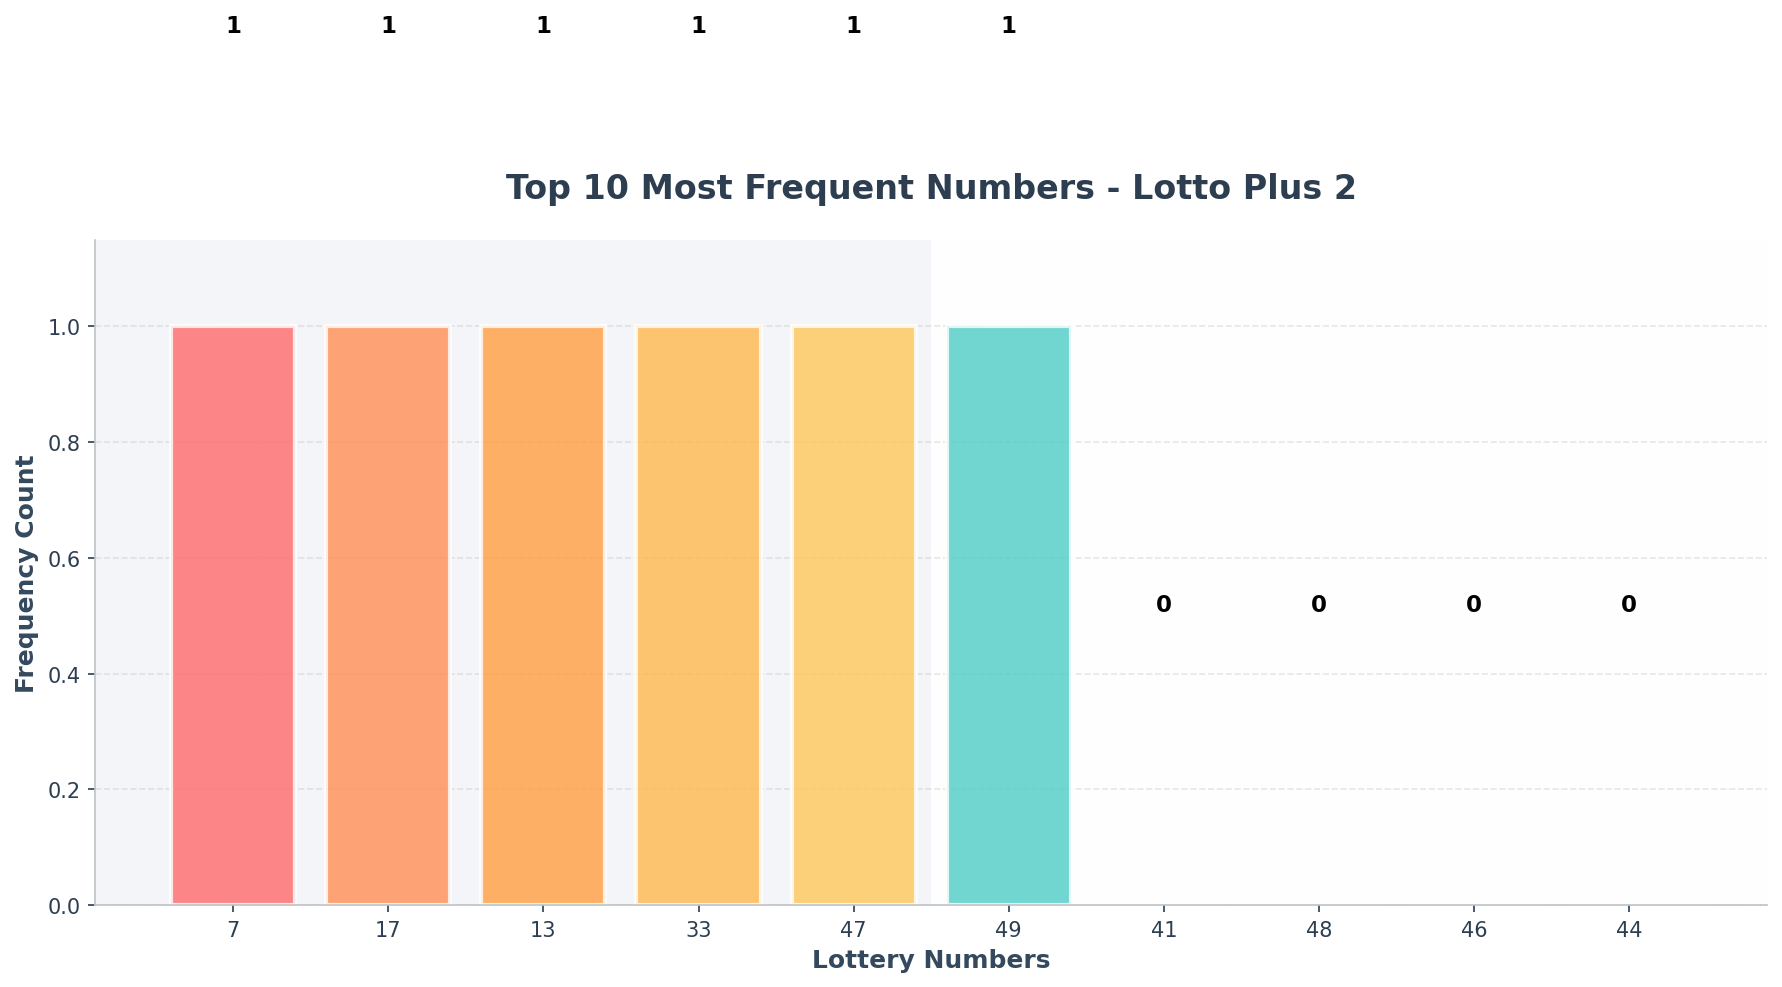 1 1 1 1 1 1
Top 10 Most Frequent Numbers - Lotto Plus 2
Frequency Count
1.0
0.8
0.6
0 0 0 0
0.4
0.2
0.0
7 17 13 33 47 49 41 48 46 44
Lottery Numbers